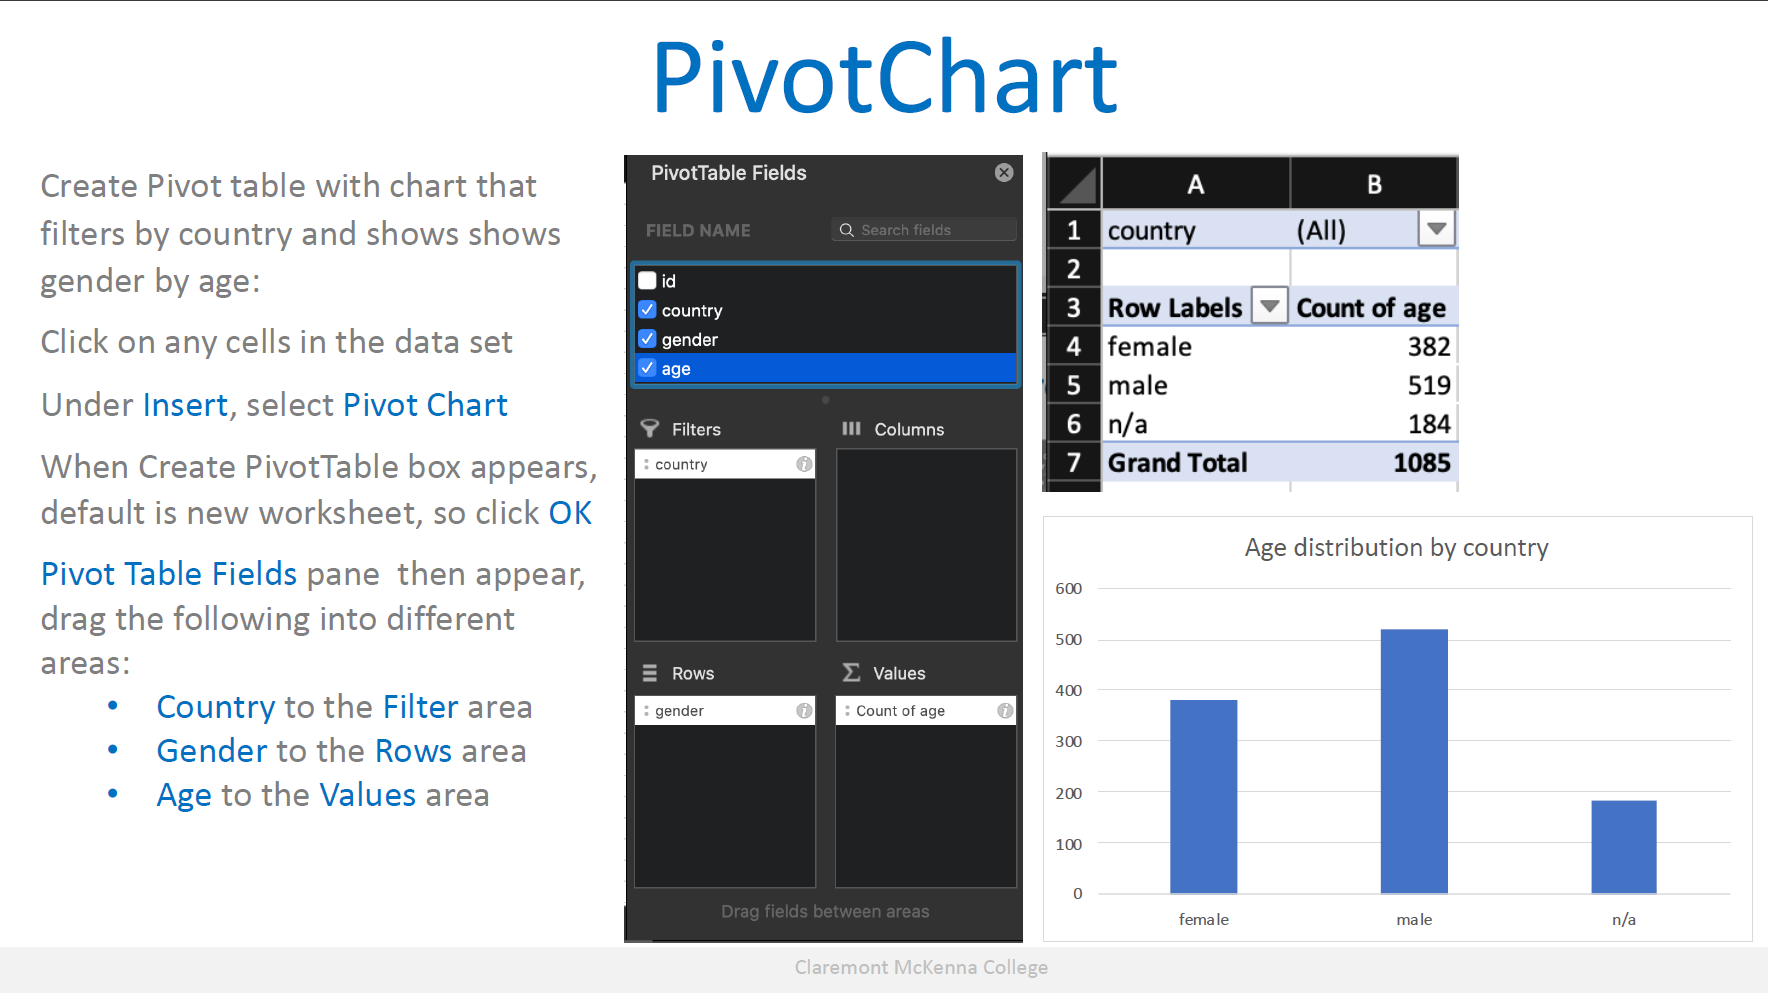 PivotChart
Create Pivot table with chart that
filters by country and shows shows
gender by age:
Click on any cells in the data set
Under Insert, select Pivot Chart
When Create PivotTable box appears,
default is new worksheet, so click OK
Pivot Table Fields pane then appear,
drag the following into different
areas:
• Country to the Filter area
• Gender to the Rows area
• Age to the Values area
PivotTable Fields
FIELD NAME
Search fields
id
country
gender
age
Filters
Columns
country
Rows
Values
gender
Count of age
Drag fields between areas
A B
1 country (All)
2
3 Row Labels Count of age
4 female 382
5 male 519
6 n/a 184
7 Grand Total 1085
Age distribution by country
600
500
400
300
200
100
0
female male n/a
Claremont McKenna College